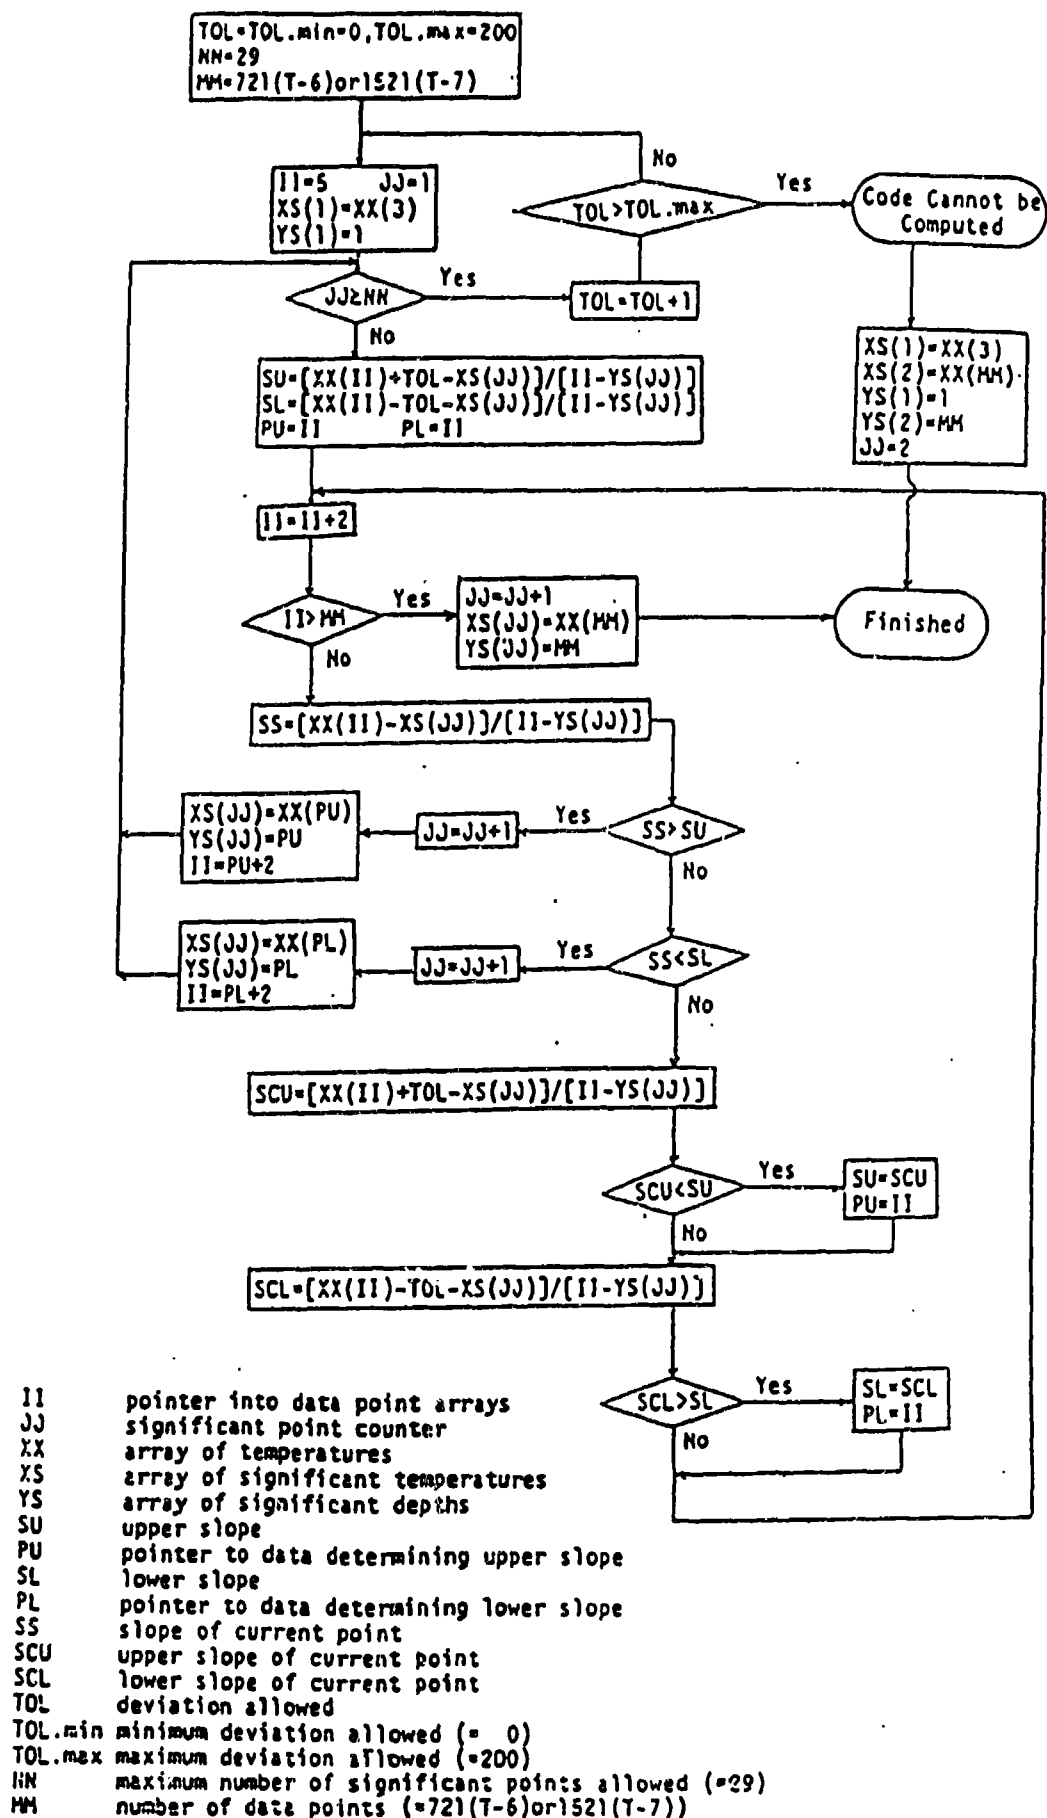 TOL=TOL.min=0,TOL.max=200
NN=29
MM=721(T-6)or1521(T-7)
II=5 JJ=1
XS(1)=XX(3)
YS(1)=1
No
TOL>TOL.max
Yes
Code Cannot be
Computed
JJ≥NN
Yes
TOL=TOL+1
No
XS(1)=XX(3)
XS(2)=XX(MM)
YS(1)=1
YS(2)=MM
JJ=2
SU=[XX(II)+TOL-XS(JJ)]/[II-YS(JJ)]
SL=[XX(II)-TOL-XS(JJ)]/[II-YS(JJ)]
PU=II PL=II
II=II+2
II>MM
Yes
JJ=JJ+1
XS(JJ)=XX(MM)
YS(JJ)=MM
Finished
No
SS=[XX(II)-XS(JJ)]/[II-YS(JJ)]
XS(JJ)=XX(PU)
YS(JJ)=PU
II=PU+2
JJ=JJ+1
Yes
SS>SU
No
XS(JJ)=XX(PL)
YS(JJ)=PL
II=PL+2
JJ=JJ+1
Yes
SS<SL
No
SCU=[XX(II)+TOL-XS(JJ)]/[II-YS(JJ)]
SCU<SU
Yes
SU=SCU
PU=II
No
SCL=[XX(II)-TOL-XS(JJ)]/[II-YS(JJ)]
SCL>SL
Yes
SL=SCL
PL=II
No
II pointer into data point arrays
JJ significant point counter
XX array of temperatures
XS array of significant temperatures
YS array of significant depths
SU upper slope
PU pointer to data determining upper slope
SL lower slope
PL pointer to data determining lower slope
SS slope of current point
SCU upper slope of current point
SCL lower slope of current point
TOL deviation allowed
TOL.min minimum deviation allowed (= 0)
TOL.max maximum deviation allowed (=200)
NN maximum number of significant points allowed (=29)
MM number of data points (=721(T-6)or1521(T-7))